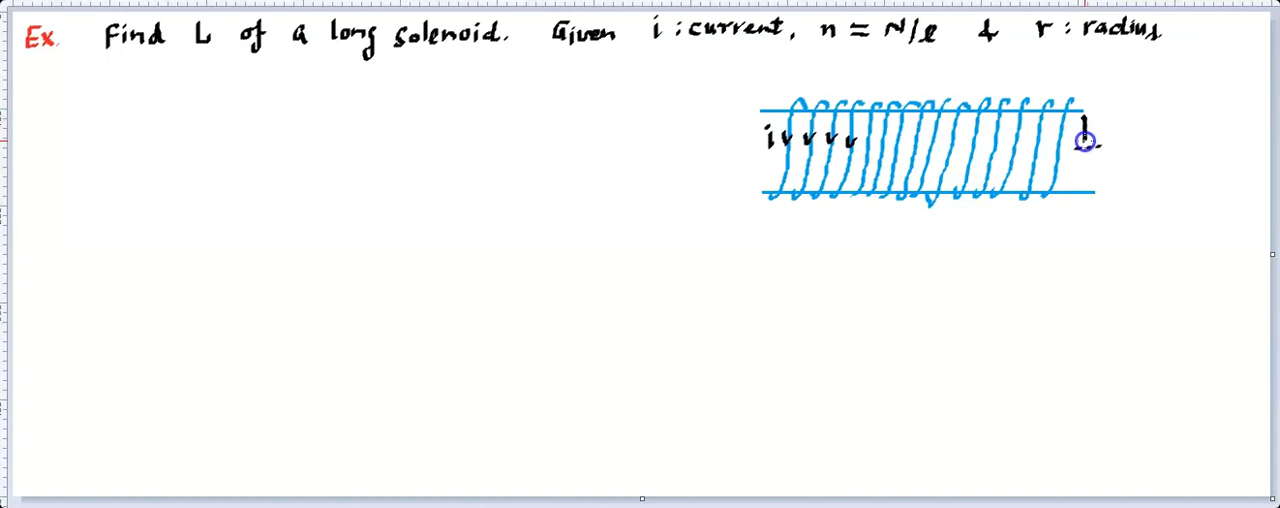 Ex. Find L of a long solenoid. Given i : current, n = N/l & r : radius
i